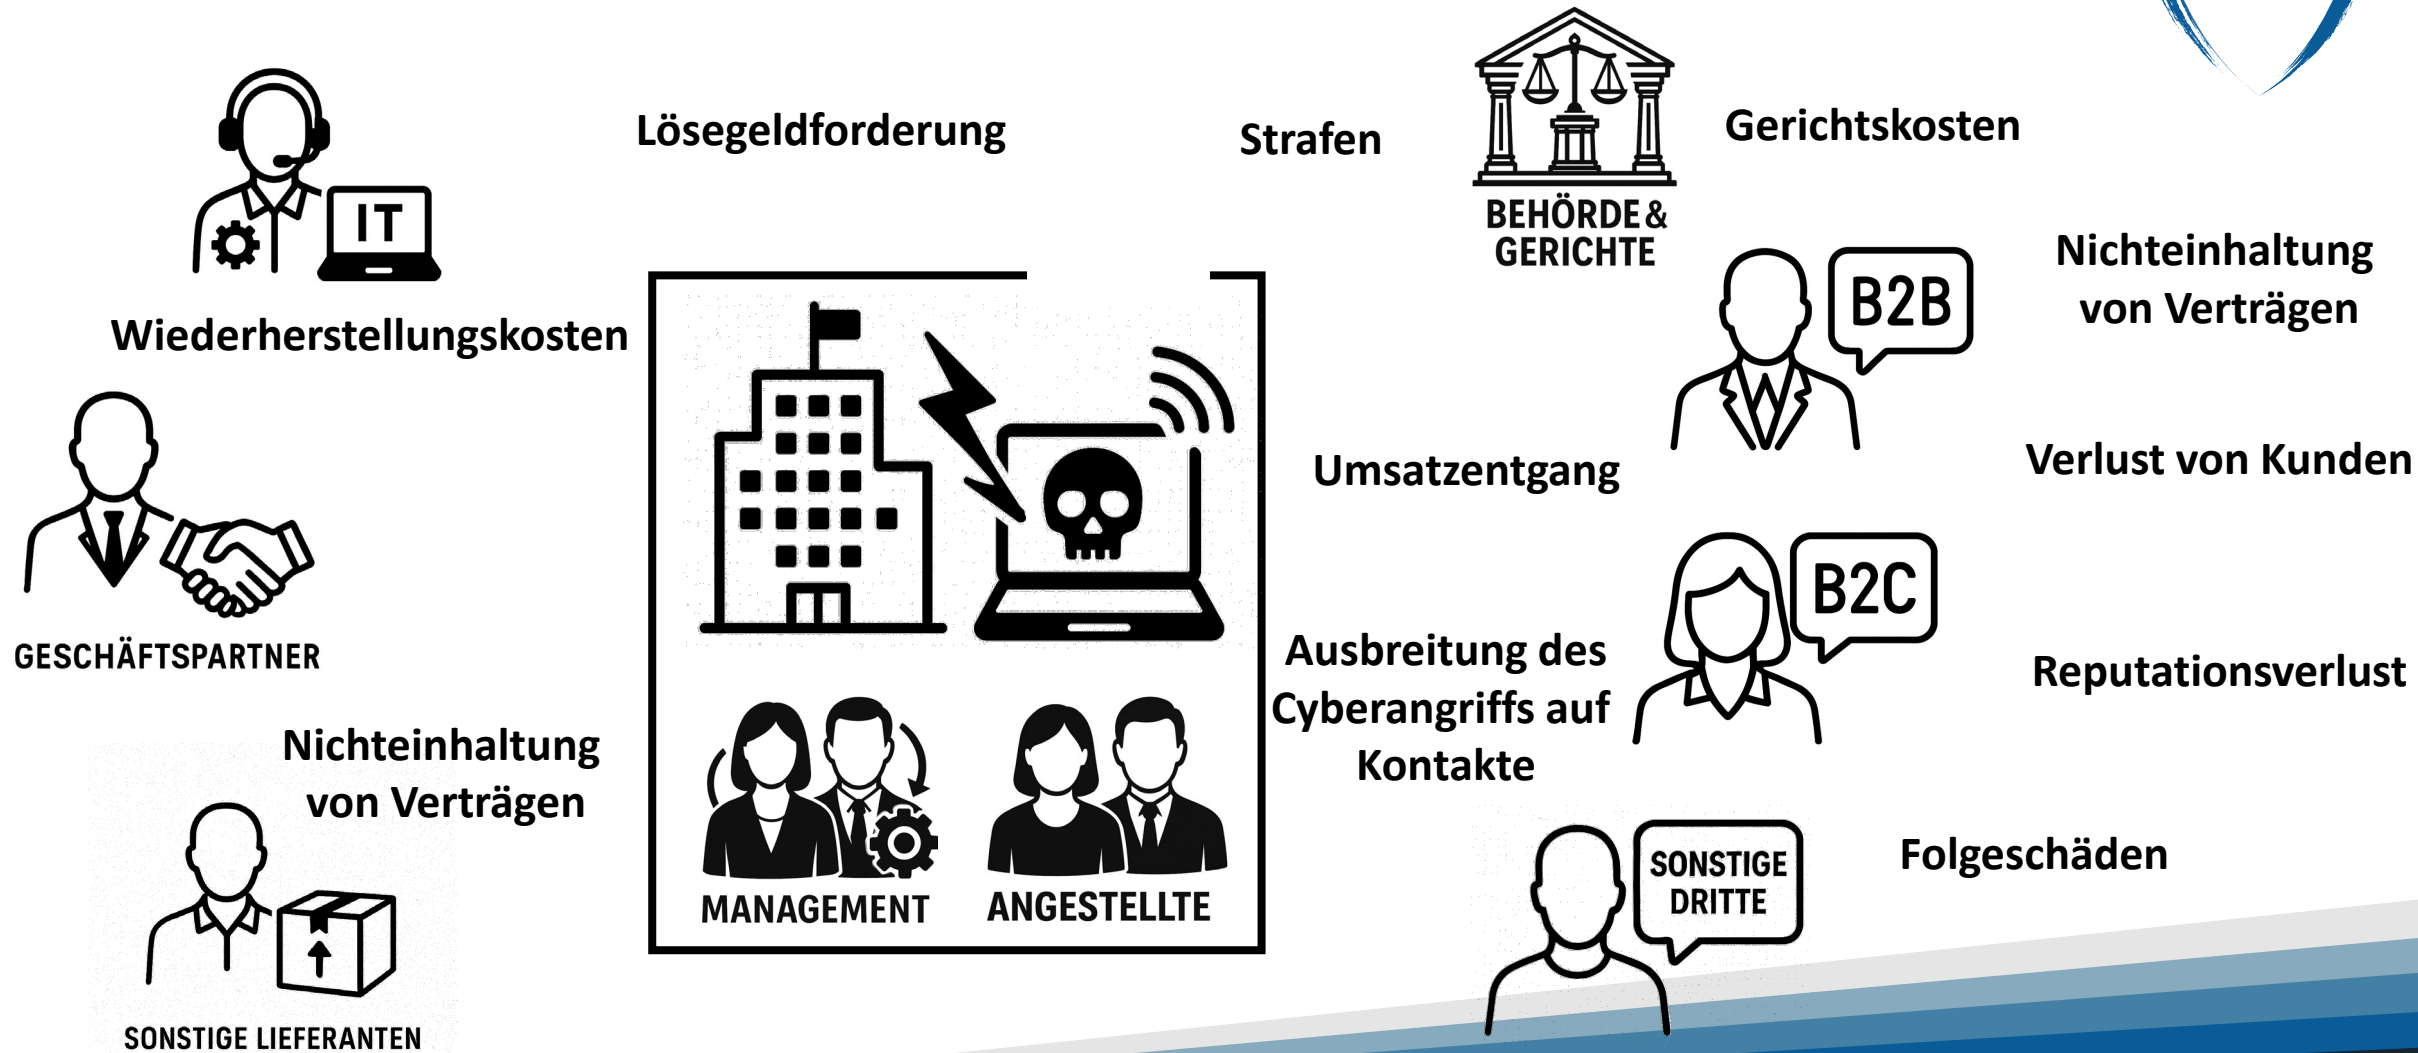 Lösegeldforderung
Strafen
Gerichtskosten
IT
BEHÖRDE &
GERICHTE
Nichteinhaltung
von Verträgen
B2B
Wiederherstellungskosten
Umsatzentgang
Verlust von Kunden
B2C
GESCHÄFTSPARTNER
Ausbreitung des
Cyberangriffs auf
Kontakte
Reputationsverlust
Nichteinhaltung
von Verträgen
MANAGEMENT
ANGESTELLTE
SONSTIGE
DRITTE
Folgeschäden
SONSTIGE LIEFERANTEN